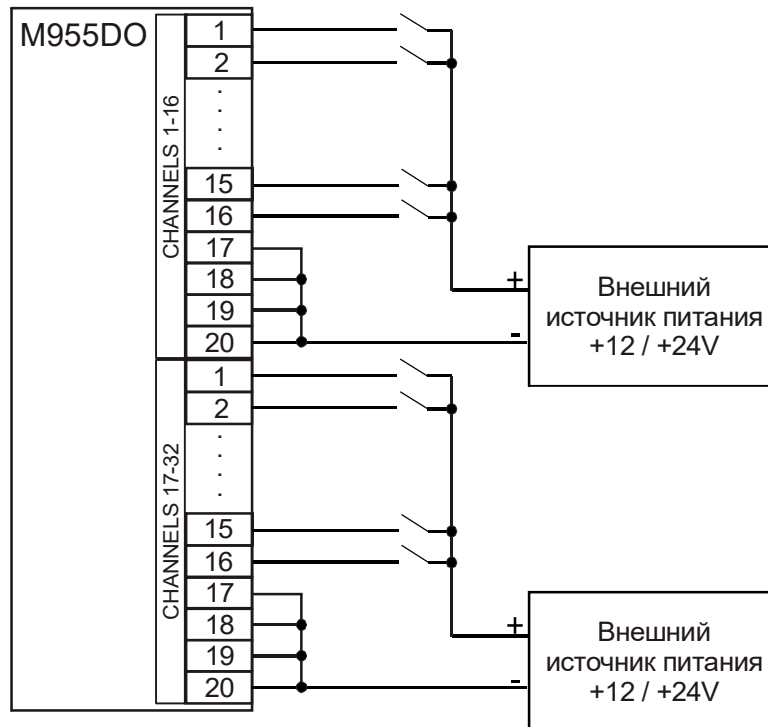 M955DO
CHANNELS 1-16
1
2
15
16
17
18
19
20
+
-
Внешний
источник питания
+12 / +24V
CHANNELS 17-32
1
2
15
16
17
18
19
20
+
-
Внешний
источник питания
+12 / +24V